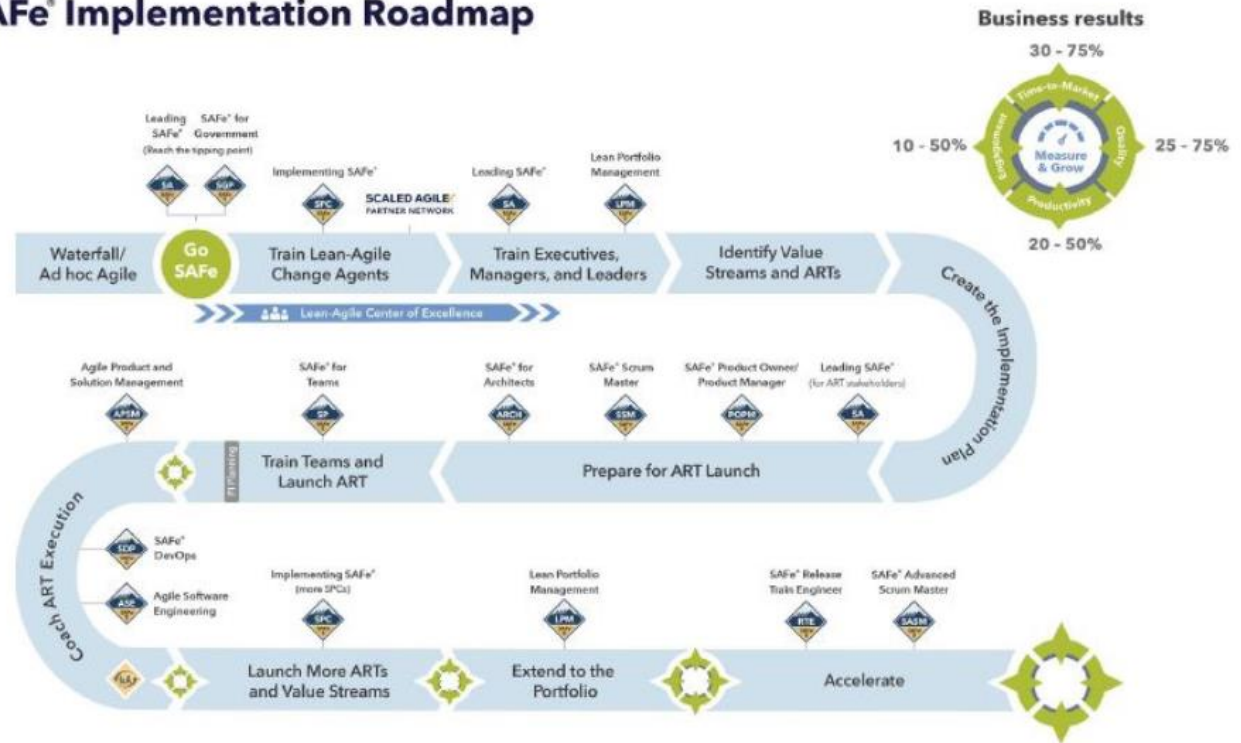 AFe® Implementation Roadmap
Business results
30 - 75%
Time-to-Market
10 - 50%
Engagement
Measure
& Grow
Quality
25 - 75%
Productivity
20 - 50%
Leading
SAFe®
SAFe® for
Government
(Reach the tipping point)
SA
SGP
Implementing SAFe®
SPC
SCALED AGILE
PARTNER NETWORK
Leading SAFe®
SA
Lean Portfolio
Management
LPM
Waterfall/
Ad hoc Agile
Go
SAFe
Train Lean-Agile
Change Agents
Train Executives,
Managers, and Leaders
Identify Value
Streams and ARTs
Create the Implementation Plan
Lean-Agile Center of Excellence
Agile Product and
Solution Management
APSM
SAFe® for
Teams
SP
SAFe® for
Architects
ARCH
SAFe® Scrum
Master
SSM
SAFe® Product Owner/
Product Manager
POPM
Leading SAFe®
(for ART stakeholders)
SA
PI Planning
Train Teams and
Launch ART
Prepare for ART Launch
Coach ART Execution
SDP
SAFe®
DevOps
ASE
Agile Software
Engineering
Implementing SAFe®
(more SPCs)
SPC
Lean Portfolio
Management
LPM
SAFe® Release
Train Engineer
RTE
SAFe® Advanced
Scrum Master
SASM
Launch More ARTs
and Value Streams
Extend to the
Portfolio
Accelerate